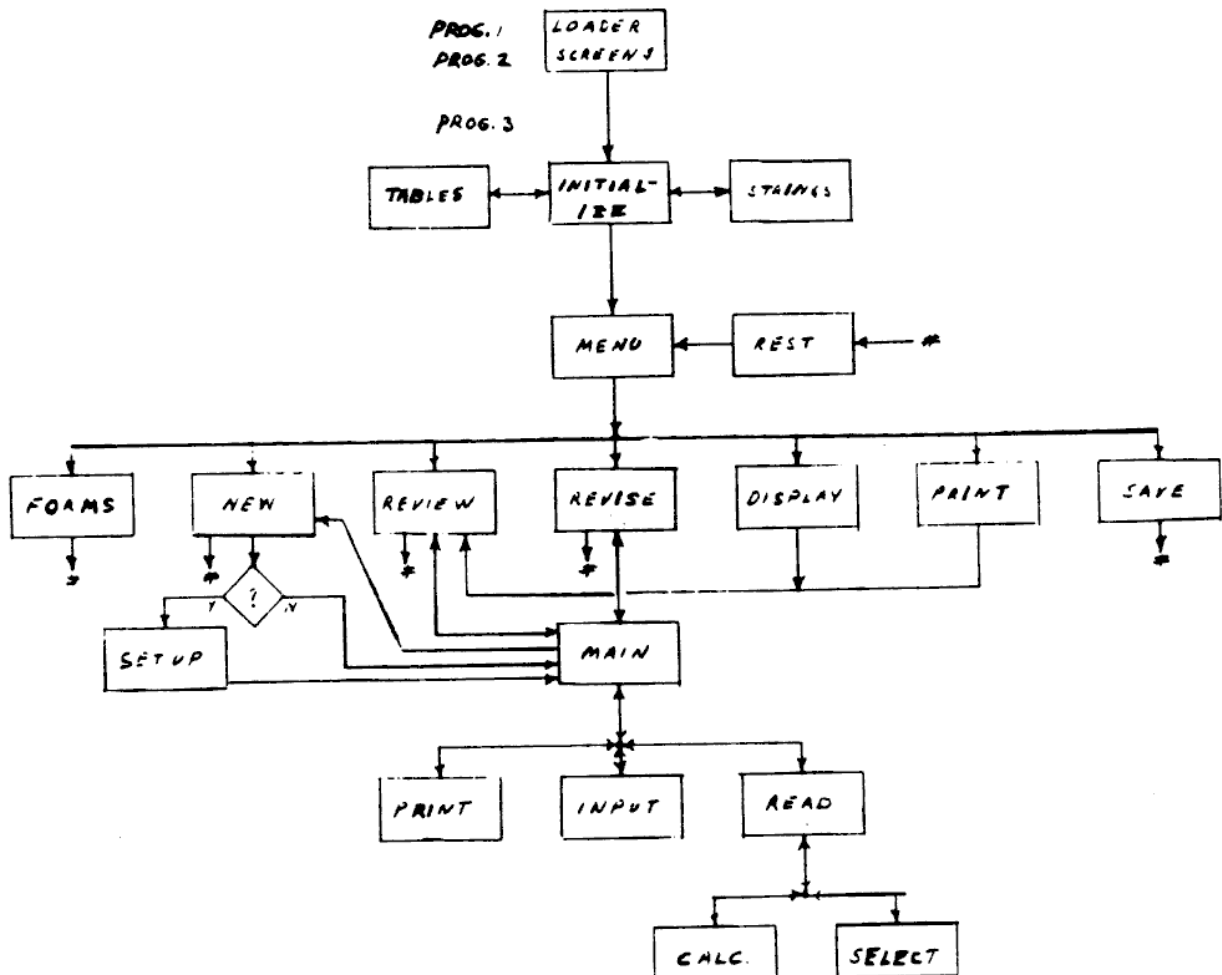 PROG. 1
PROG. 2
LOADER
SCREENS
PROG. 3
TABLES
INITIAL-
IZE
STRINGS
MENU
REST
#
FORMS
NEW
REVIEW
REVISE
DISPLAY
PRINT
SAVE
#
#
#
#
#
?
Y
N
SETUP
MAIN
PRINT
INPUT
READ
CALC.
SELECT